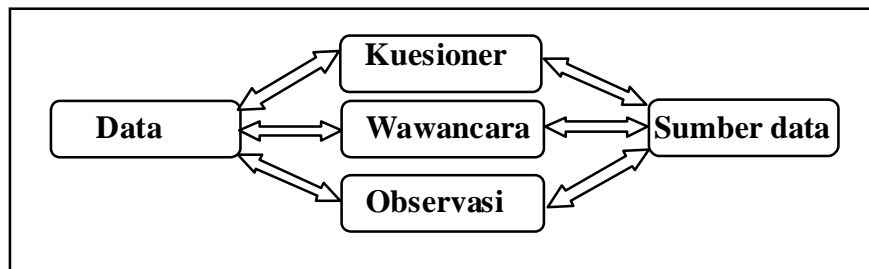 Kuesioner
Data
Wawancara
Sumber data
Observasi